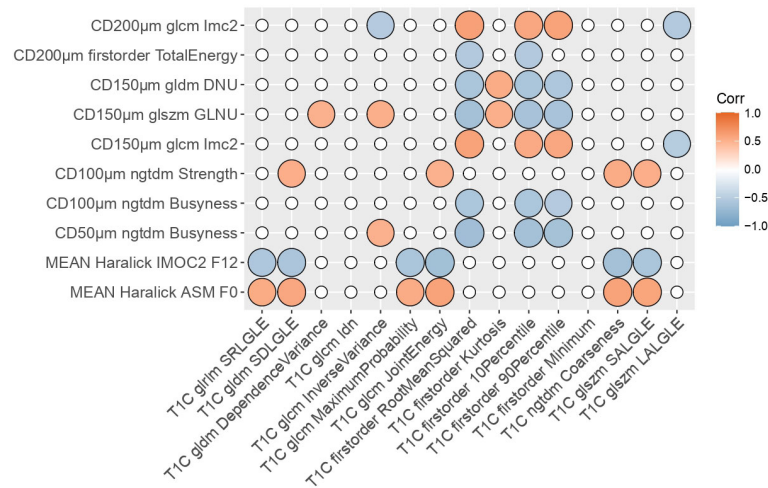 CD200μm glcm Imc2
CD200μm firstorder TotalEnergy
CD150μm gldm DNU
CD150μm glszm GLNU
CD150μm glcm Imc2
CD100μm ngtdm Strength
CD100μm ngtdm Busyness
CD50μm ngtdm Busyness
MEAN Haralick IMOC2 F12
MEAN Haralick ASM F0
T1C glrlm SRLGLE
T1C gldm SDLGLE
T1C gldm DependenceVariance
T1C glcm Idn
T1C glcm InverseVariance
T1C glcm MaximumProbability
T1C glcm JointEnergy
T1C firstorder RootMeanSquared
T1C firstorder Kurtosis
T1C firstorder 10Percentile
T1C firstorder 90Percentile
T1C firstorder Minimum
T1C ngtdm Coarseness
T1C glszm SALGLE
T1C glszm LALGLE
Corr
1.0
0.5
0.0
−0.5
−1.0